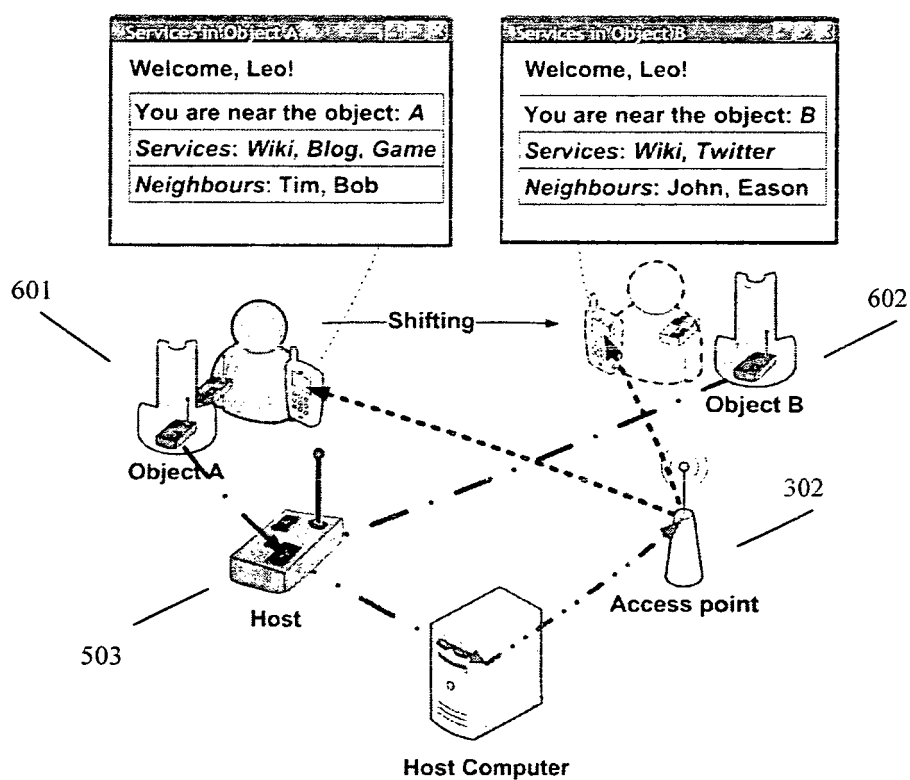 Services in Object A
Welcome, Leo!
You are near the object: A
Services: Wiki, Blog, Game
Neighbours: Tim, Bob
Services in Object B
Welcome, Leo!
You are near the object: B
Services: Wiki, Twitter
Neighbours: John, Eason
601
Shifting
602
Object B
Object A
302
Host
Access point
503
Host Computer